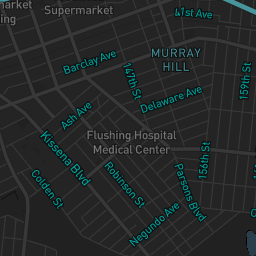 41st Ave
market
Supermarket
MURRAY
HILL
Barclay Ave
147th St
159th St
Delaware Ave
Ash Ave
Flushing Hospital
Medical Center
Kissena Blvd
156th St
Robinson St
Parsons Blvd
Colden St
Negundo Ave